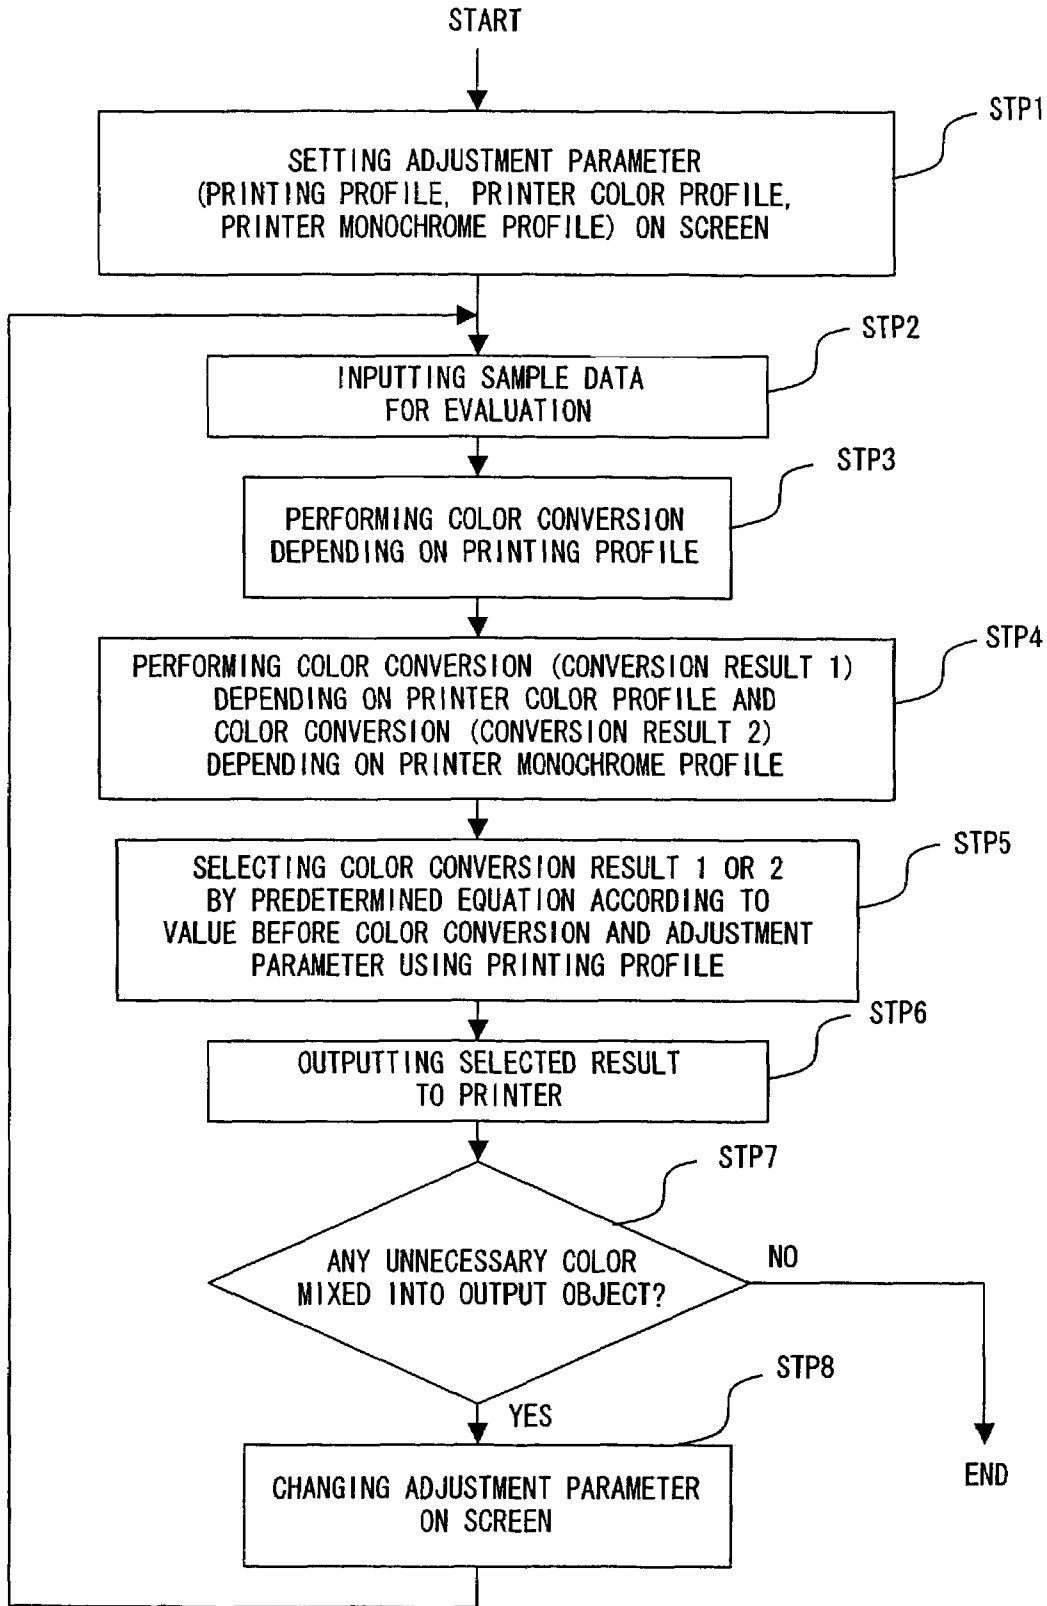 START
STP1
SETTING ADJUSTMENT PARAMETER
(PRINTING PROFILE, PRINTER COLOR PROFILE,
PRINTER MONOCHROME PROFILE) ON SCREEN
STP2
INPUTTING SAMPLE DATA
FOR EVALUATION
STP3
PERFORMING COLOR CONVERSION
DEPENDING ON PRINTING PROFILE
STP4
PERFORMING COLOR CONVERSION (CONVERSION RESULT 1)
DEPENDING ON PRINTER COLOR PROFILE AND
COLOR CONVERSION (CONVERSION RESULT 2)
DEPENDING ON PRINTER MONOCHROME PROFILE
STP5
SELECTING COLOR CONVERSION RESULT 1 OR 2
BY PREDETERMINED EQUATION ACCORDING TO
VALUE BEFORE COLOR CONVERSION AND ADJUSTMENT
PARAMETER USING PRINTING PROFILE
STP6
OUTPUTTING SELECTED RESULT
TO PRINTER
STP7
ANY UNNECESSARY COLOR
MIXED INTO OUTPUT OBJECT?
NO
STP8
YES
CHANGING ADJUSTMENT PARAMETER
ON SCREEN
END